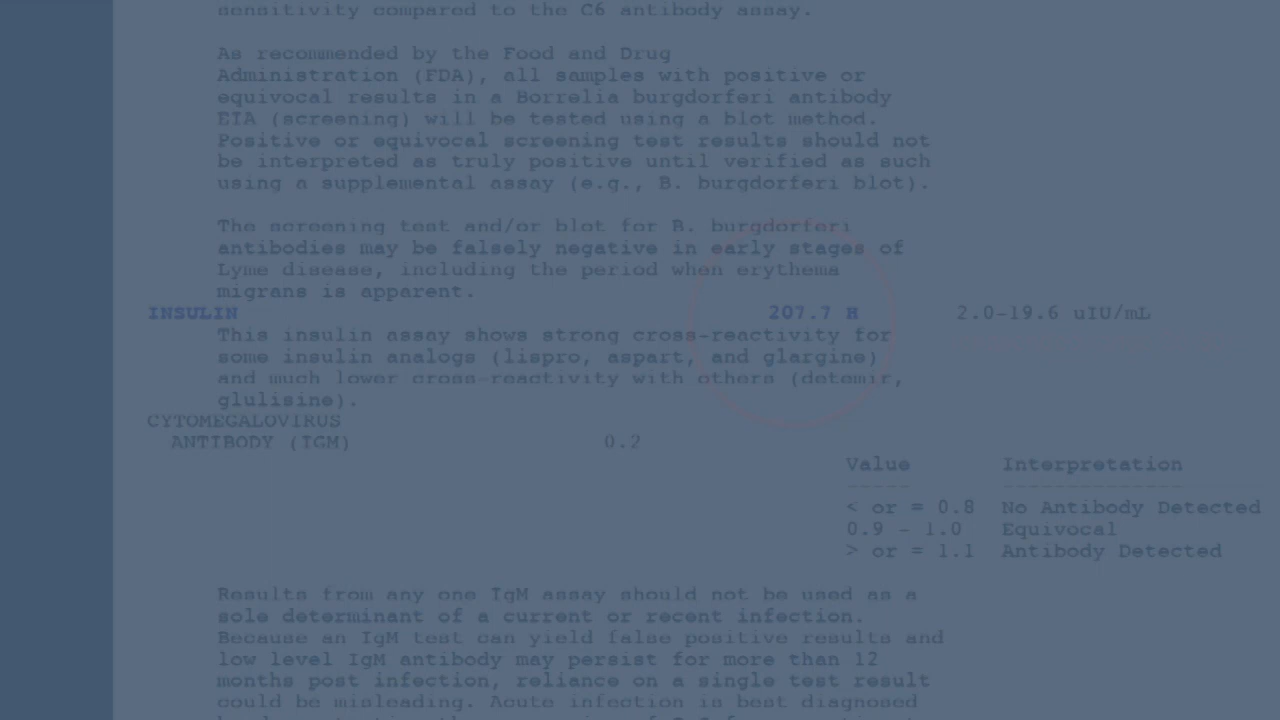 sensitivity compared to the C6 antibody assay.
As recommended by the Food and Drug
Administration (FDA), all samples with positive or
equivocal results in a Borrelia burgdorferi antibody
EIA (screening) will be tested using a blot method.
Positive or equivocal screening test results should not
be interpreted as truly positive until verified as such
using a supplemental assay (e.g., B. burgdorferi blot).
The screening test and/or blot for B. burgdorferi
antibodies may be falsely negative in early stages of
Lyme disease, including the period when erythema
migrans is apparent.
INSULIN 207.7 H 2.0-19.6 uIU/mL
This insulin assay shows strong cross-reactivity for
some insulin analogs (lispro, aspart, and glargine)
and much lower cross-reactivity with others (detemir,
glulisine).
CYTOMEGALOVIRUS
ANTIBODY (IGM) 0.2
Value Interpretation
----- --------------
< or = 0.8 No Antibody Detected
0.9 - 1.0 Equivocal
> or = 1.1 Antibody Detected
Results from any one IgM assay should not be used as a
sole determinant of a current or recent infection.
Because an IgM test can yield false positive results and
low level IgM antibody may persist for more than 12
months post infection, reliance on a single test result
could be misleading. Acute infection is best diagnosed